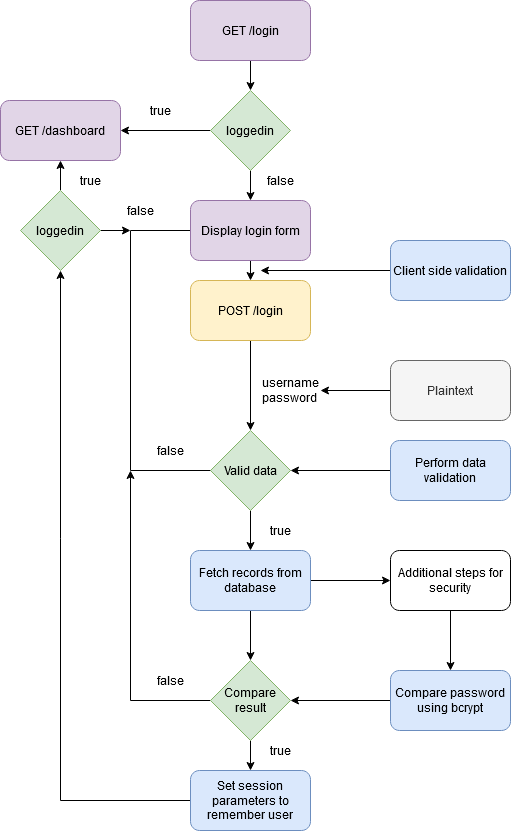 GET /login
true
loggedin
GET /dashboard
false
true
false
loggedin
Display login form
Client side validation
POST /login
username
password
Plaintext
false
Valid data
Perform data
validation
true
Fetch records from
database
Additional steps for
security
false
Compare
result
Compare password
using bcrypt
true
Set session
parameters to
remember user